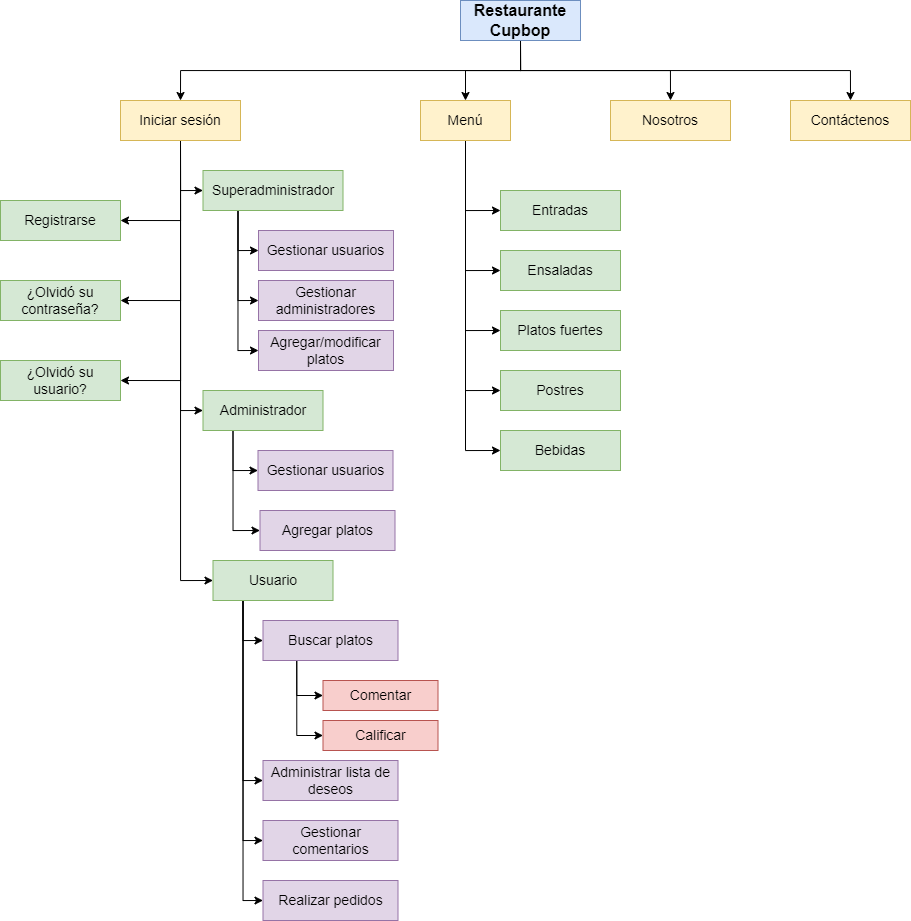 Restaurante
Cupbop
Iniciar sesión
Menú
Nosotros
Contáctenos
Superadministrador
Registrarse
Gestionar usuarios
¿Olvidó su
contraseña?
Gestionar
administradores
Agregar/modificar
platos
¿Olvidó su
usuario?
Administrador
Gestionar usuarios
Agregar platos
Usuario
Buscar platos
Comentar
Calificar
Administrar lista de
deseos
Gestionar
comentarios
Realizar pedidos
Entradas
Ensaladas
Platos fuertes
Postres
Bebidas